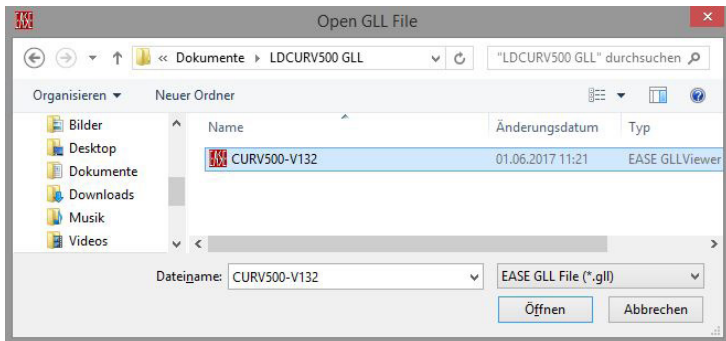 Open GLL File
« Dokumente LDCURV500 GLL "LDCURV500 GLL" durchsuchen
Organisieren Neuer Ordner
Name Änderungsdatum Typ
CURV500-V132 01.06.2017 11:21 EASE GLLViewer
Bilder
Desktop
Dokumente
Downloads
Musik
Videos
Dateiname: CURV500-V132 EASE GLL File (*.gll)
Öffnen Abbrechen